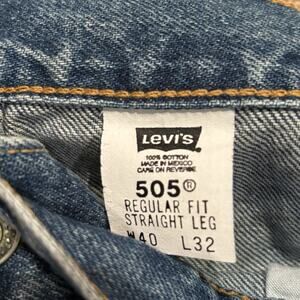 Levi's
100% COTTON
MADE IN MEXICO
CARE ON REVERSE
505®
REGULAR FIT
STRAIGHT LEG
W40 L32